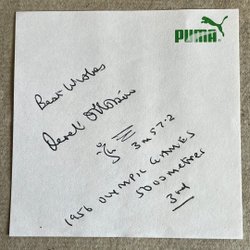 PUMA
Best Wishes
Derek Ibbotson
3m 57.2
1956 OLYMPIC GAMES
5000 metres
3rd